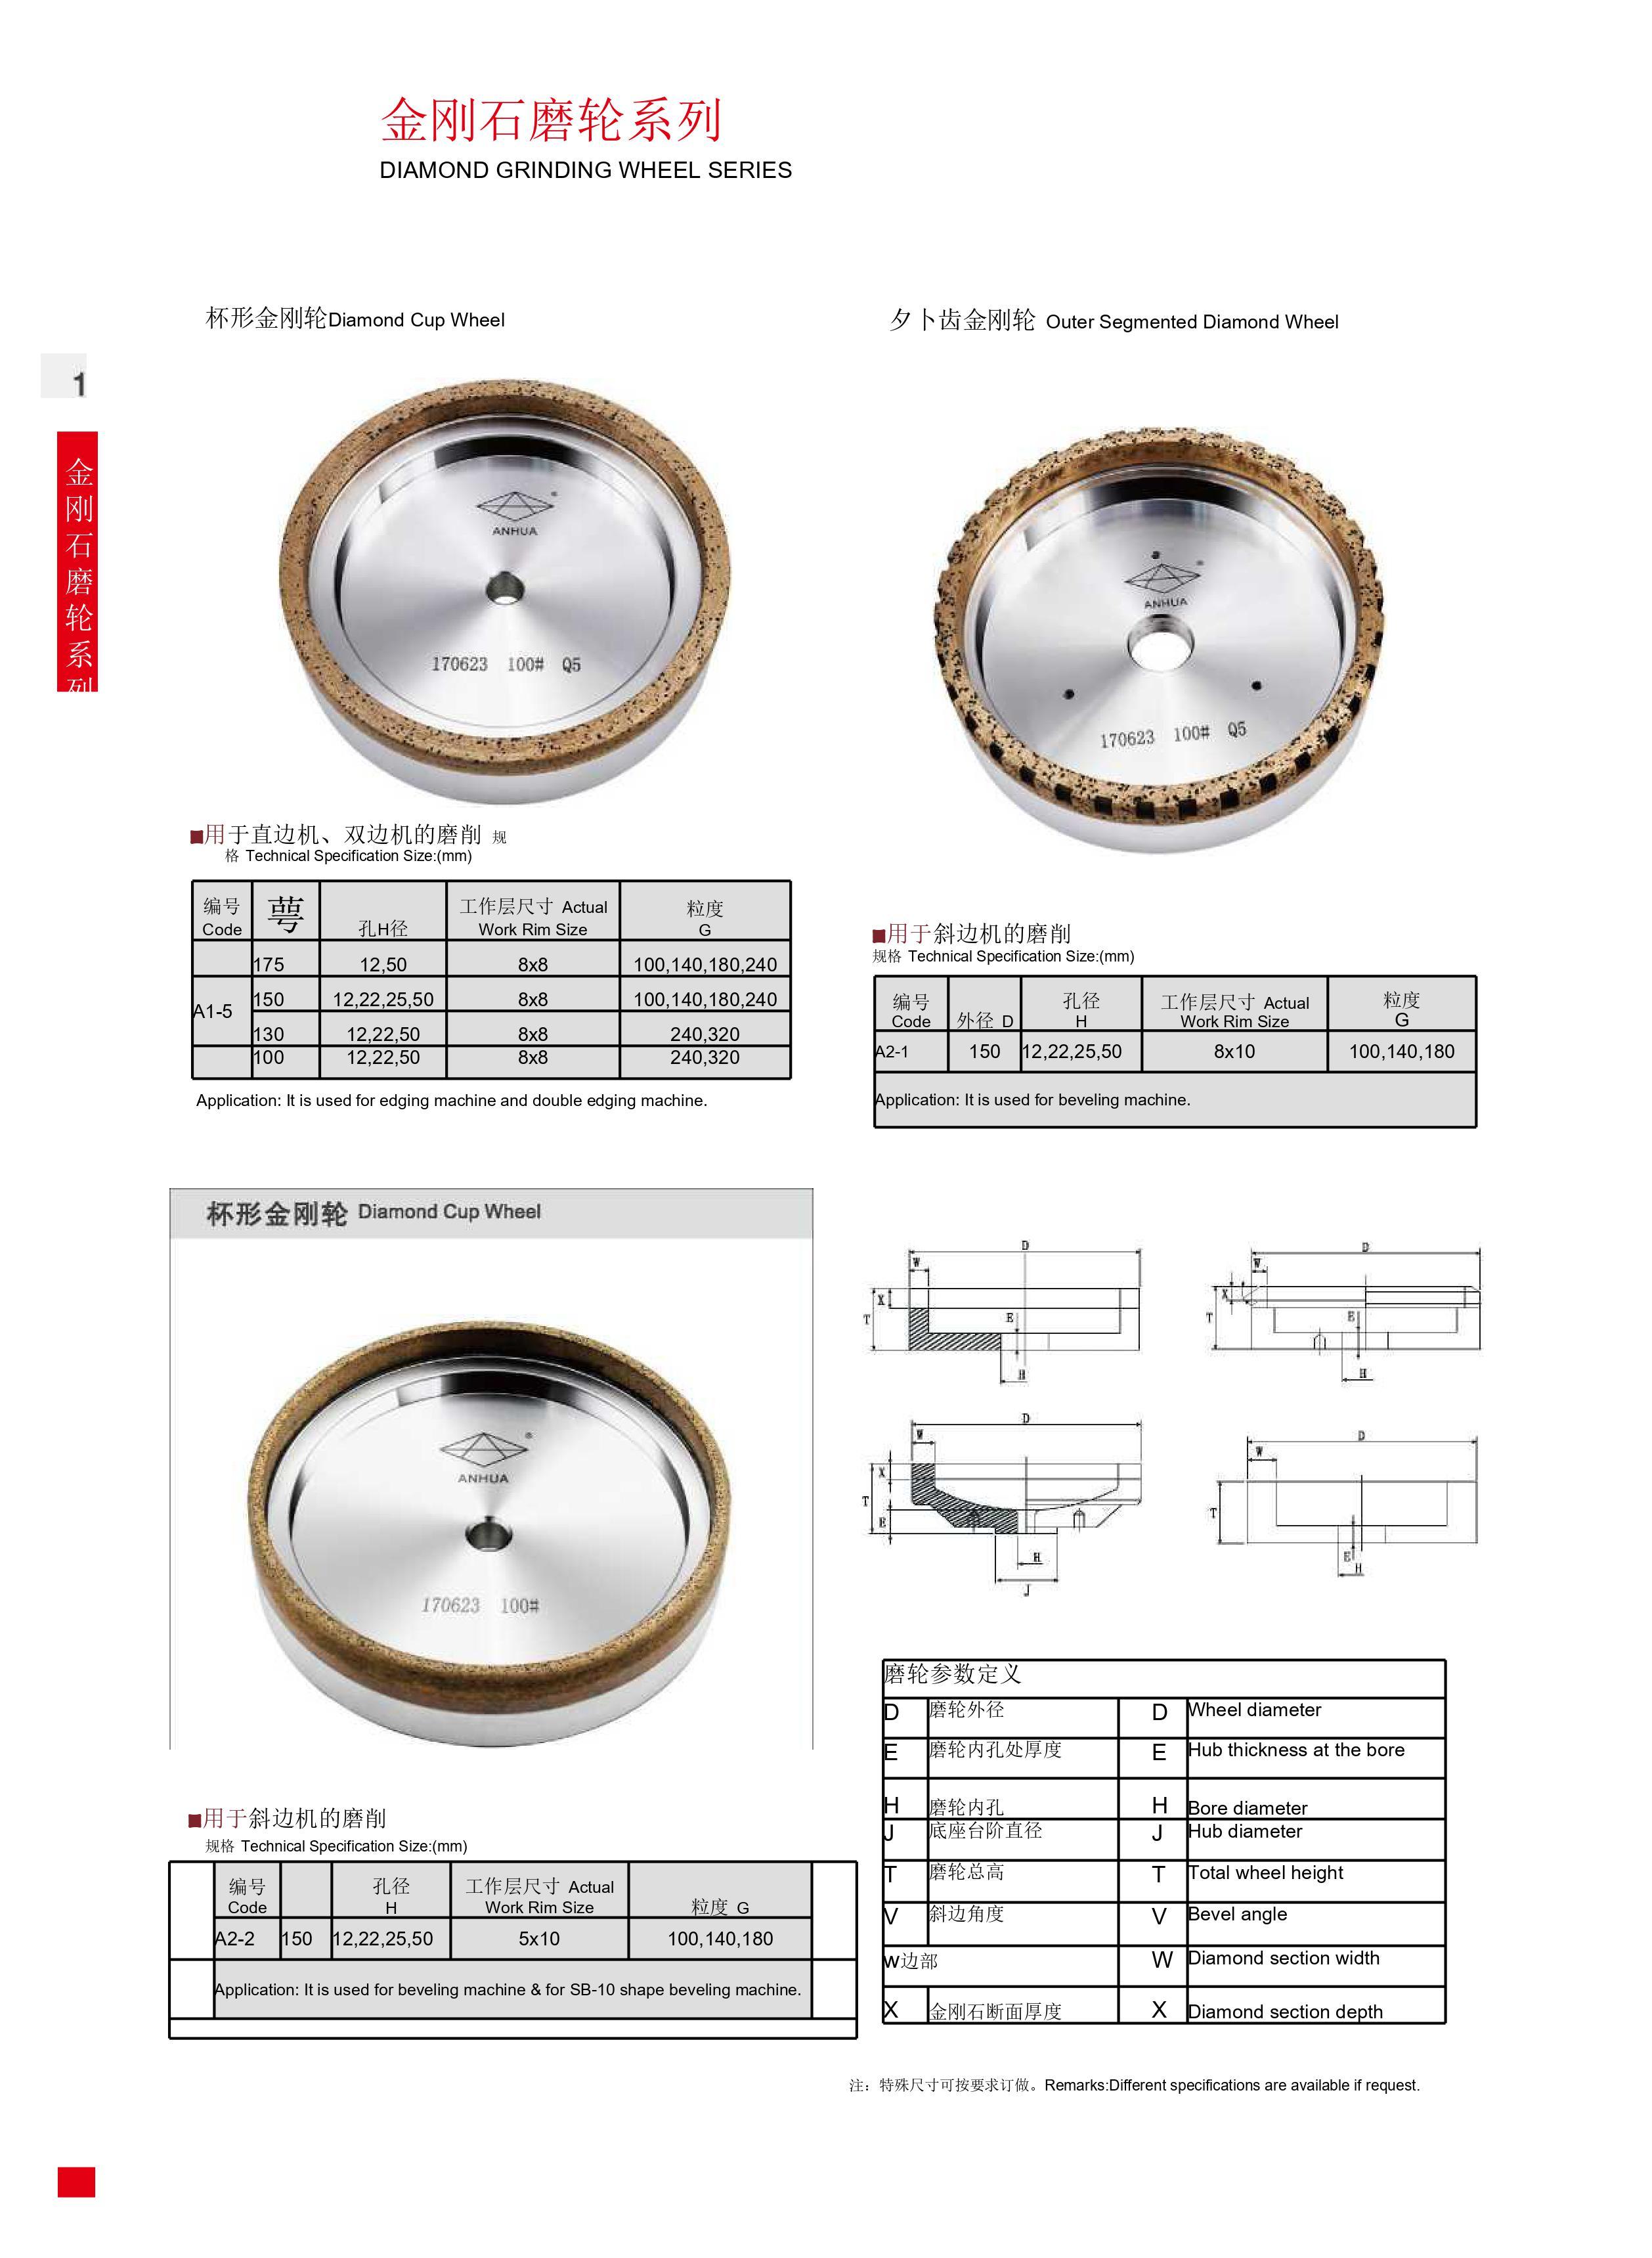 金刚石磨轮系列
DIAMOND GRINDING WHEEL SERIES
杯形金刚轮Diamond Cup Wheel
1
金刚石磨轮系列
ANHUA
170623 100# Q5
■用于直边机、双边机的磨削 规
格 Technical Specification Size:(mm)
编号 Code 萼 孔H径 工作层尺寸 Actual Work Rim Size 粒度 G
175 12,50 8x8 100,140,180,240
A1-5 150 12,22,25,50 8x8 100,140,180,240
130 12,22,50 8x8 240,320
100 12,22,50 8x8 240,320
Application: It is used for edging machine and double edging machine.
夕卜齿金刚轮 Outer Segmented Diamond Wheel
ANHUA
170623 100# Q5
■用于斜边机的磨削
规格 Technical Specification Size:(mm)
编号 Code 外径 D 孔径 H 工作层尺寸 Actual Work Rim Size 粒度 G
A2-1 150 12,22,25,50 8x10 100,140,180
Application: It is used for beveling machine.
杯形金刚轮 Diamond Cup Wheel
ANHUA
170623 100#
■用于斜边机的磨削
规格 Technical Specification Size:(mm)
编号 Code 孔径 H 工作层尺寸 Actual Work Rim Size 粒度 G
A2-2 150 12,22,25,50 5x10 100,140,180
Application: It is used for beveling machine & for SB-10 shape beveling machine.
D W X T E H
D W X T E H
D W X T E H J
D W T E H
磨轮参数定义
D 磨轮外径 D Wheel diameter
E 磨轮内孔处厚度 E Hub thickness at the bore
H 磨轮内孔 H Bore diameter
J 底座台阶直径 J Hub diameter
T 磨轮总高 T Total wheel height
V 斜边角度 V Bevel angle
w边部 W Diamond section width
X 金刚石断面厚度 X Diamond section depth
注：特殊尺寸可按要求订做。Remarks:Different specifications are available if request.